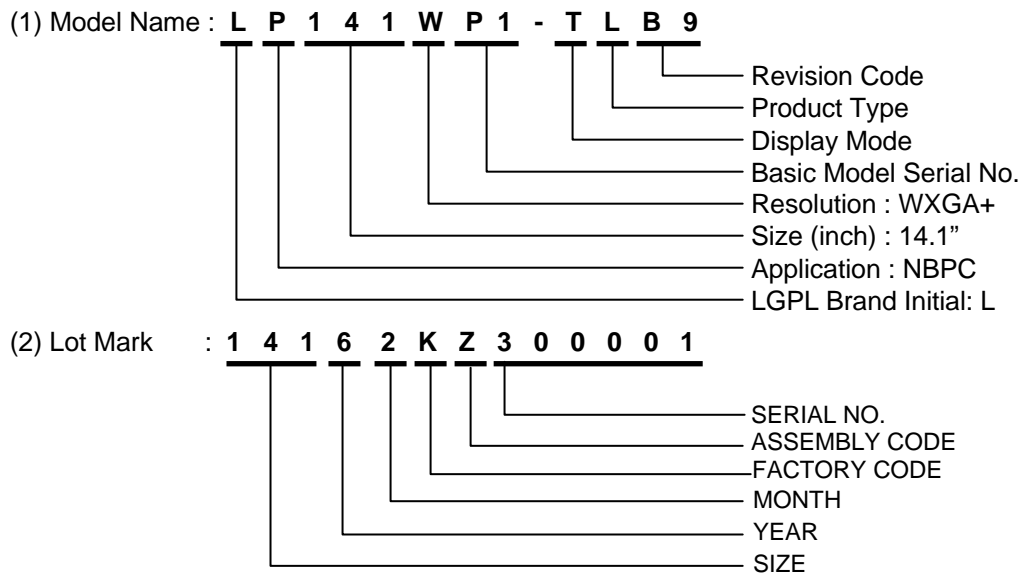 (1) Model Name : L P 1 4 1 W P 1 - T L B 9
Revision Code
Product Type
Display Mode
Basic Model Serial No.
Resolution : WXGA+
Size (inch) : 14.1”
Application : NBPC
LGPL Brand Initial: L
(2) Lot Mark : 1 4 1 6 2 K Z 3 0 0 0 0 1
SERIAL NO.
ASSEMBLY CODE
FACTORY CODE
MONTH
YEAR
SIZE